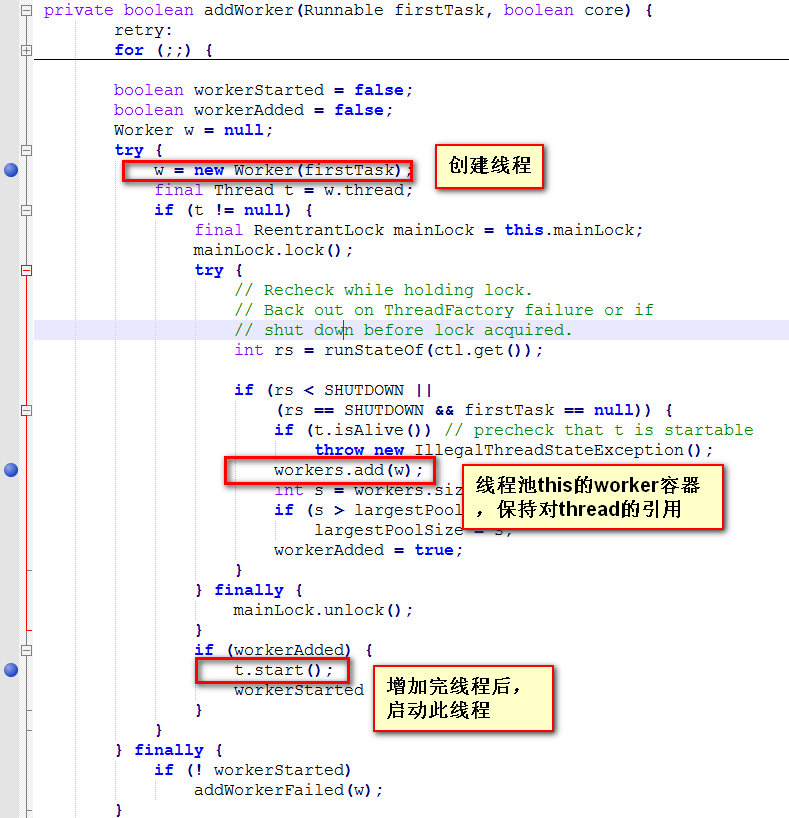 private boolean addWorker(Runnable firstTask, boolean core) {
retry:
for (;;) {
boolean workerStarted = false;
boolean workerAdded = false;
Worker w = null;
try {
w = new Worker(firstTask);
创建线程
final Thread t = w.thread;
if (t != null) {
final ReentrantLock mainLock = this.mainLock;
mainLock.lock();
try {
// Recheck while holding lock.
// Back out on ThreadFactory failure or if
// shut down before lock acquired.
int rs = runStateOf(ctl.get());
if (rs < SHUTDOWN ||
(rs == SHUTDOWN && firstTask == null)) {
if (t.isAlive()) // precheck that t is startable
throw new IllegalThreadStateException();
workers.add(w);
线程池this的worker容器
，保持对thread的引用
int s = workers.siz
if (s > largestPool
largestPoolSize = s;
workerAdded = true;
}
} finally {
mainLock.unlock();
}
if (workerAdded) {
t.start();
增加完线程后，
启动此线程
workerStarted
}
}
} finally {
if (! workerStarted)
addWorkerFailed(w);
}